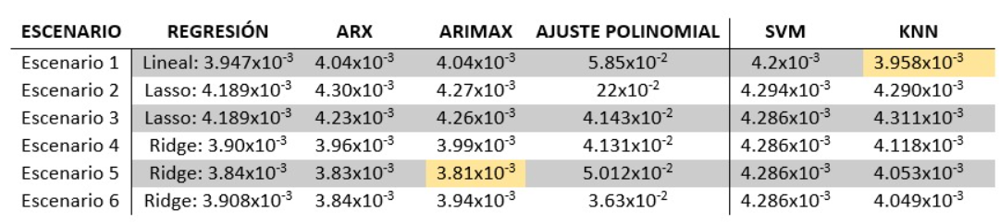 ESCENARIO REGRESIÓN ARX ARIMAX AJUSTE POLINOMIAL SVM KNN
Escenario 1 Lineal: 3.947x10⁻³ 4.04x10⁻³ 4.04x10⁻³ 5.85x10⁻² 4.2x10⁻³ 3.958x10⁻³
Escenario 2 Lasso: 4.189x10⁻³ 4.30x10⁻³ 4.27x10⁻³ 22x10⁻² 4.294x10⁻³ 4.290x10⁻³
Escenario 3 Lasso: 4.189x10⁻³ 4.23x10⁻³ 4.26x10⁻³ 4.143x10⁻² 4.286x10⁻³ 4.311x10⁻³
Escenario 4 Ridge: 3.90x10⁻³ 3.96x10⁻³ 3.99x10⁻³ 4.131x10⁻² 4.286x10⁻³ 4.118x10⁻³
Escenario 5 Ridge: 3.84x10⁻³ 3.83x10⁻³ 3.81x10⁻³ 5.012x10⁻² 4.286x10⁻³ 4.053x10⁻³
Escenario 6 Ridge: 3.908x10⁻³ 3.84x10⁻³ 3.94x10⁻³ 3.63x10⁻² 4.286x10⁻³ 4.049x10⁻³